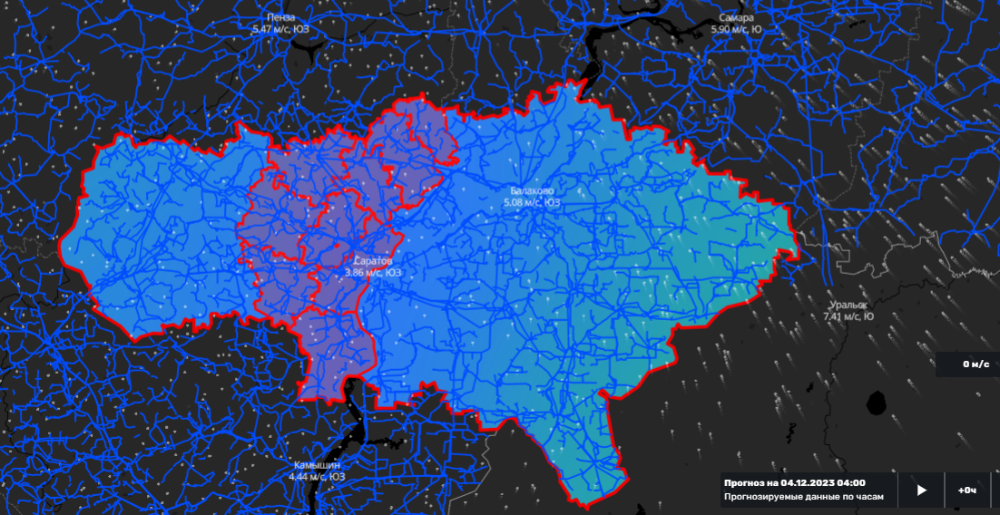 Пенза
5.47 м/с, ЮЗ
Самара
5.90 м/с, Ю
Балаково
5.08 м/с, ЮЗ
Саратов
3.86 м/с, ЮЗ
Уральск
7.41 м/с, Ю
0 м/с
Камышин
4.44 м/с, ЮЗ
Прогноз на 04.12.2023 04:00
Прогнозируемые данные по часам
+0ч